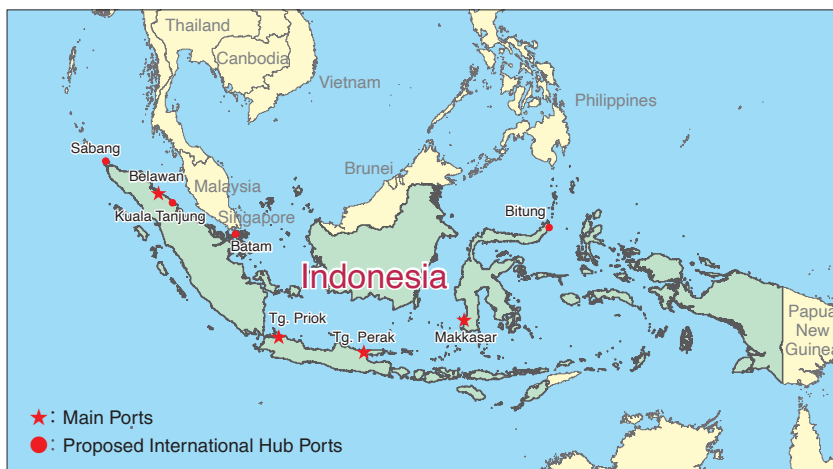 Thailand
Canbodia
Vietnam
Philippines
Sabang
Belawan
Malaysia
Brunei
Kuala Tanjung
Singapore
Batam
Bitung
Indonesia
Tg. Priok
Tg. Perak
Makkasar
Papua
New
Guinea
: Main Ports
: Proposed International Hub Ports